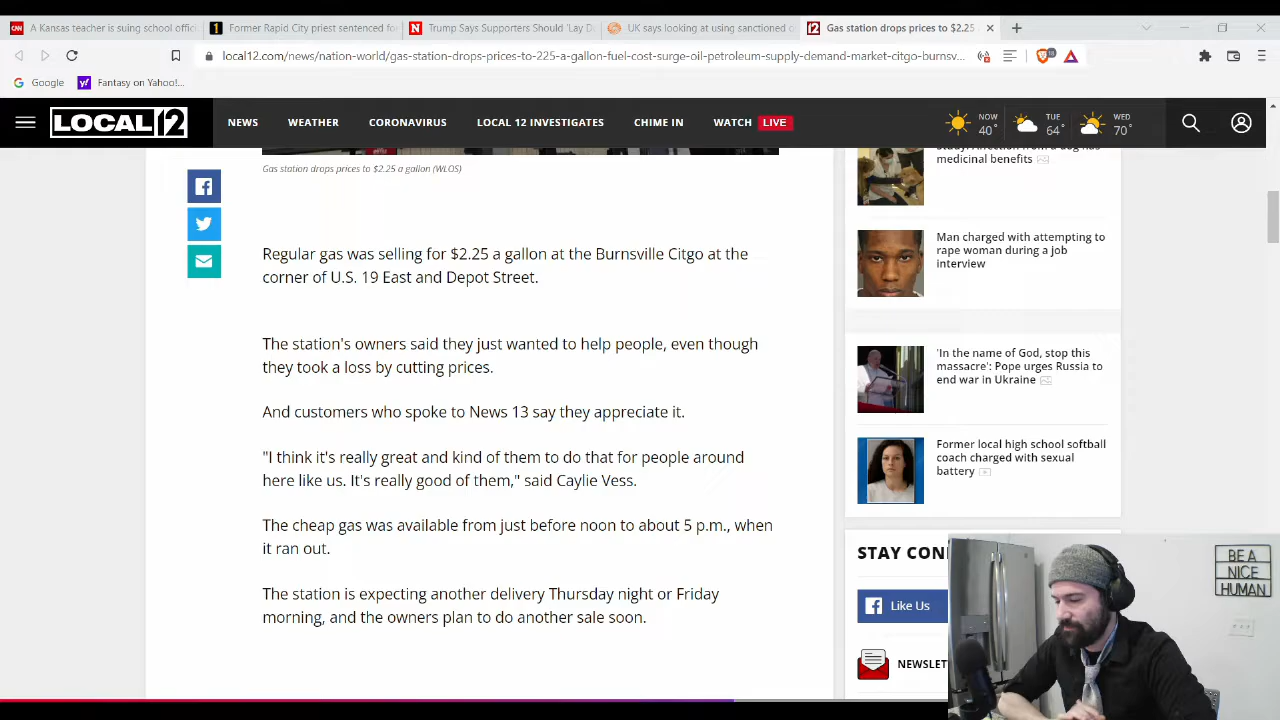 A Kansas teacher is suing school offic
Former Rapid City priest sentenced fo
Trump Says Supporters Should 'Lay D
UK says looking at using sanctioned o
Gas station drops prices to $2.25
local12.com/news/nation-world/gas-station-drops-prices-to-225-a-gallon-fuel-cost-surge-oil-petroleum-supply-demand-market-citgo-burnsv...
Google
Fantasy on Yahoo!...
LOCAL 12
NEWS
WEATHER
CORONAVIRUS
LOCAL 12 INVESTIGATES
CHIME IN
WATCH LIVE
NOW
40°
TUE
64°
WED
70°
Gas station drops prices to $2.25 a gallon (WLOS)
Regular gas was selling for $2.25 a gallon at the Burnsville Citgo at the
corner of U.S. 19 East and Depot Street.
The station's owners said they just wanted to help people, even though
they took a loss by cutting prices.
And customers who spoke to News 13 say they appreciate it.
"I think it's really great and kind of them to do that for people around
here like us. It's really good of them," said Caylie Vess.
The cheap gas was available from just before noon to about 5 p.m., when
it ran out.
The station is expecting another delivery Thursday night or Friday
morning, and the owners plan to do another sale soon.
medicinal benefits
Man charged with attempting to
rape woman during a job
interview
'In the name of God, stop this
massacre': Pope urges Russia to
end war in Ukraine
Former local high school softball
coach charged with sexual
battery
STAY CON
Like Us
NEWSLET
BE A
NICE
HUMAN